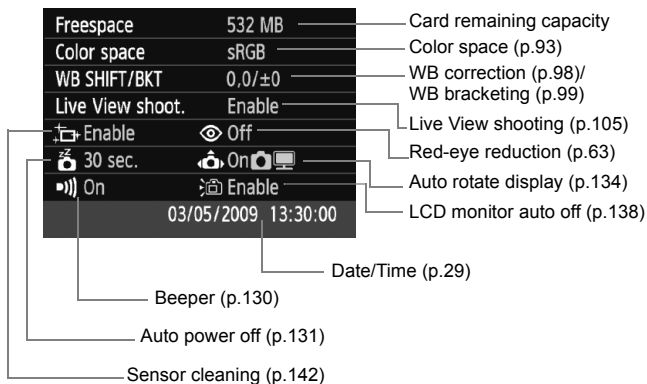 Freespace 532 MB Card remaining capacity
Color space sRGB Color space (p.93)
WB SHIFT/BKT 0,0/±0 WB correction (p.98)/
WB bracketing (p.99)
Live View shoot. Enable Live View shooting (p.105)
Enable Off Red-eye reduction (p.63)
zz 30 sec. On Auto rotate display (p.134)
On Enable LCD monitor auto off (p.138)
03/05/2009 13:30:00
Date/Time (p.29)
Beeper (p.130)
Auto power off (p.131)
Sensor cleaning (p.142)